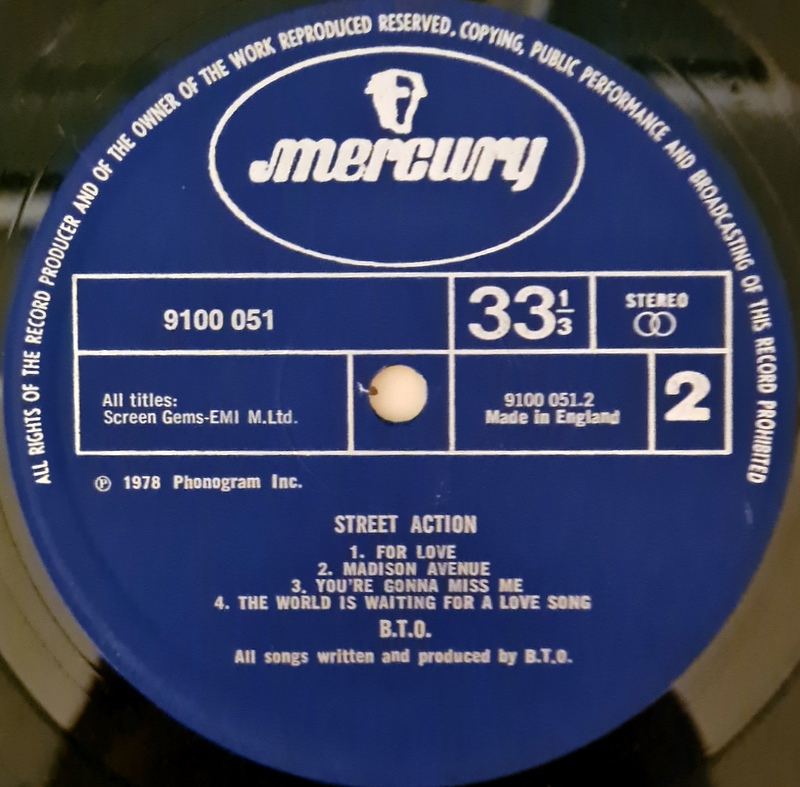 ALL RIGHTS OF THE RECORD PRODUCER AND OF THE OWNER OF THE WORK REPRODUCED RESERVED. COPYING, PUBLIC PERFORMANCE AND BROADCASTING OF THIS RECORD PROHIBITED
mercury
9100 051
33 1/3
STEREO
All titles:
Screen Gems-EMI M.Ltd.
9100 051.2
Made in England
2
℗ 1978 Phonogram Inc.
STREET ACTION
1. FOR LOVE
2. MADISON AVENUE
3. YOU'RE GONNA MISS ME
4. THE WORLD IS WAITING FOR A LOVE SONG
B.T.O.
All songs written and produced by B.T.O.